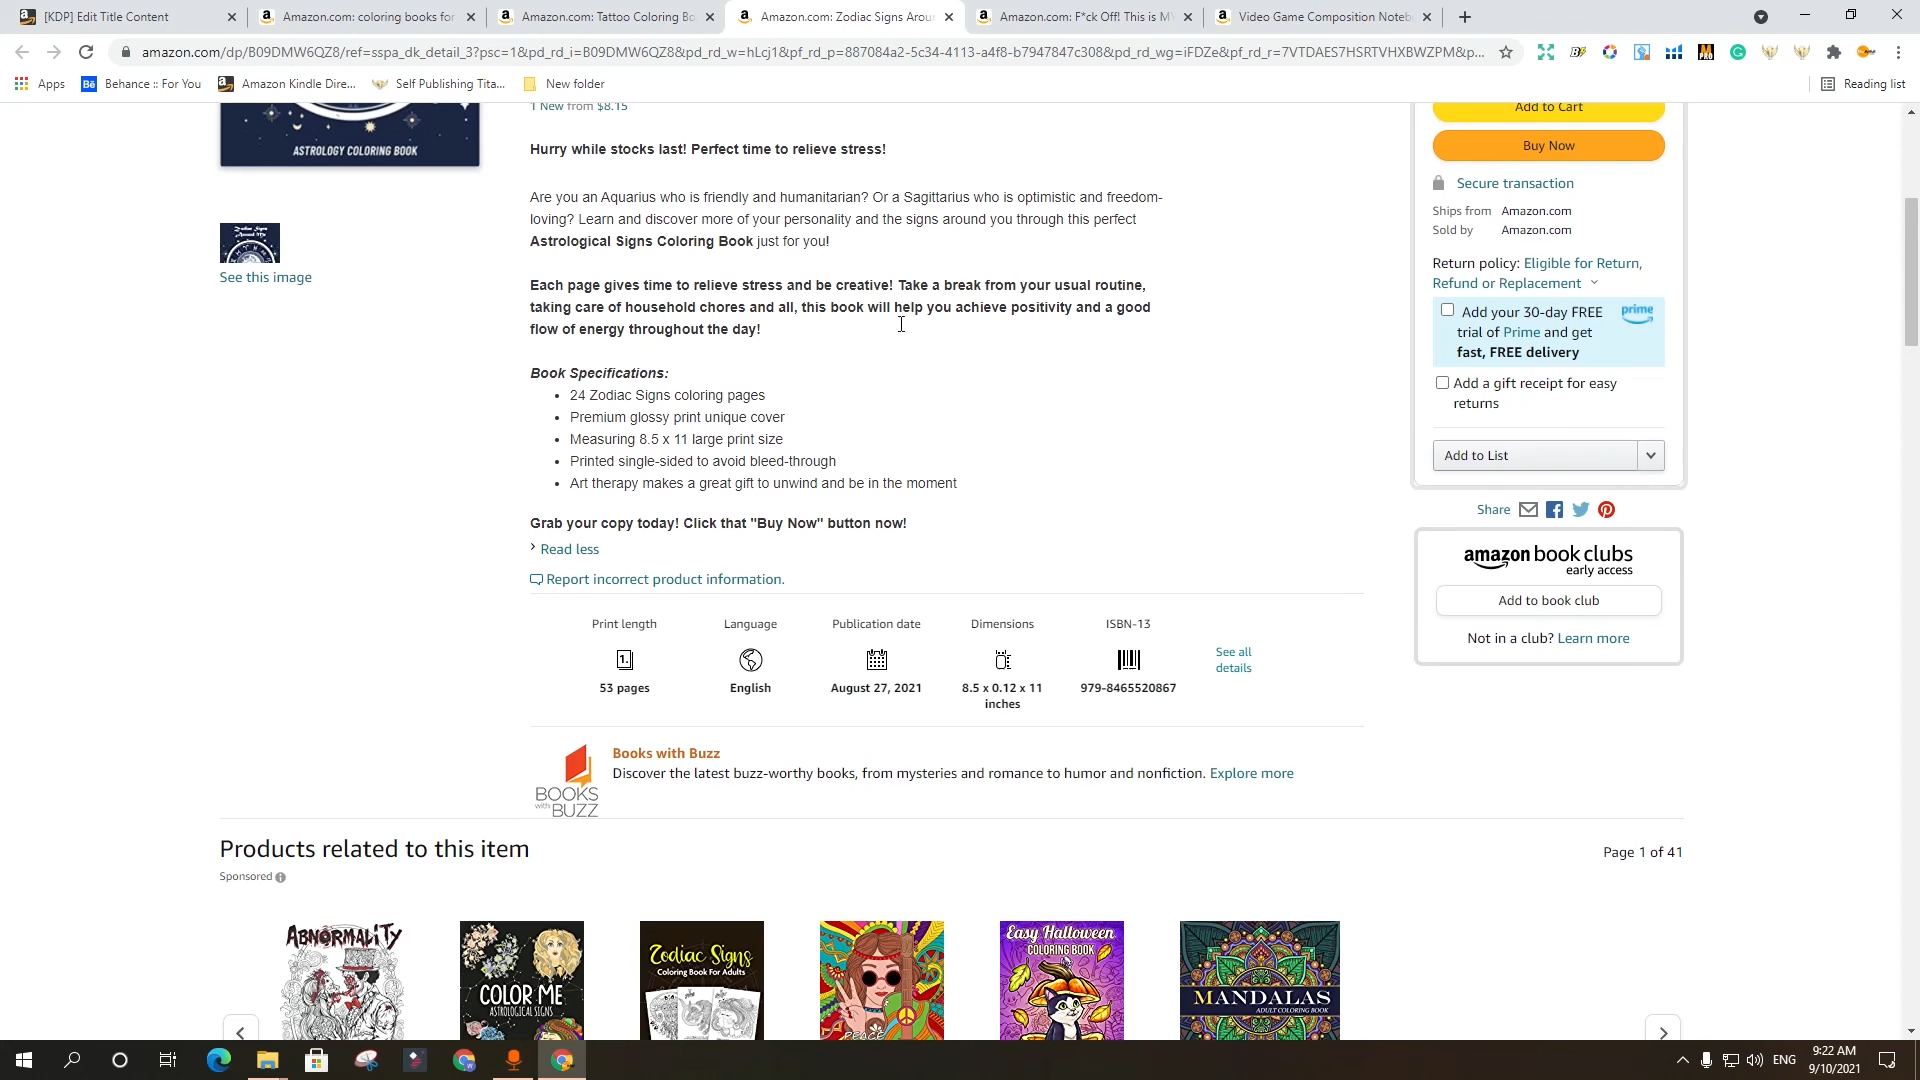 [KDP] Edit Title Content
Amazon.com: coloring books for
Amazon.com: Tattoo Coloring Bo
Amazon.com: Zodiac Signs Arou
Amazon.com: F*ck Off! This is MY
Video Game Composition Noteb
amazon.com/dp/B09DMW6QZ8/ref=sspa_dk_detail_3?psc=1&pd_rd_i=B09DMW6QZ8&pd_rd_w=hLcj1&pf_rd_p=887084a2-5c34-4113-a4f8-b7947847c308&pd_rd_wg=iFDZe&pf_rd_r=7VTDAES7HSRTVHXBWZPM&p...
Apps
Behance :: For You
Amazon Kindle Dire...
Self Publishing Tita...
New folder
Reading list
ASTROLOGY COLORING BOOK
Zodiac Signs
Around Me
See this image
1 New from $8.15
Hurry while stocks last! Perfect time to relieve stress!
Are you an Aquarius who is friendly and humanitarian? Or a Sagittarius who is optimistic and freedom-
loving? Learn and discover more of your personality and the signs around you through this perfect
Astrological Signs Coloring Book just for you!
Each page gives time to relieve stress and be creative! Take a break from your usual routine,
taking care of household chores and all, this book will help you achieve positivity and a good
flow of energy throughout the day!
Book Specifications:
24 Zodiac Signs coloring pages
Premium glossy print unique cover
Measuring 8.5 x 11 large print size
Printed single-sided to avoid bleed-through
Art therapy makes a great gift to unwind and be in the moment
Grab your copy today! Click that "Buy Now" button now!
Read less
Report incorrect product information.
Print length
1.
53 pages
Language
English
Publication date
August 27, 2021
Dimensions
8.5 x 0.12 x 11
inches
ISBN-13
979-8465520867
See all
details
BOOKS
with BUZZ
Books with Buzz
Discover the latest buzz-worthy books, from mysteries and romance to humor and nonfiction. Explore more
Add to Cart
Buy Now
Secure transaction
Ships from Amazon.com
Sold by Amazon.com
Return policy: Eligible for Return,
Refund or Replacement
Add your 30-day FREE
trial of Prime and get
fast, FREE delivery
prime
Add a gift receipt for easy
returns
Add to List
Share
amazon book clubs
early access
Add to book club
Not in a club? Learn more
Products related to this item
Page 1 of 41
Sponsored
ABNORMALITY
COLOR ME
ASTROLOGICAL SIGNS
Zodiac Signs
Coloring Book For Adults
PEACE
Easy Halloween
COLORING BOOK
MANDALAS
ADULT COLORING BOOK
ENG
9:22 AM
9/10/2021